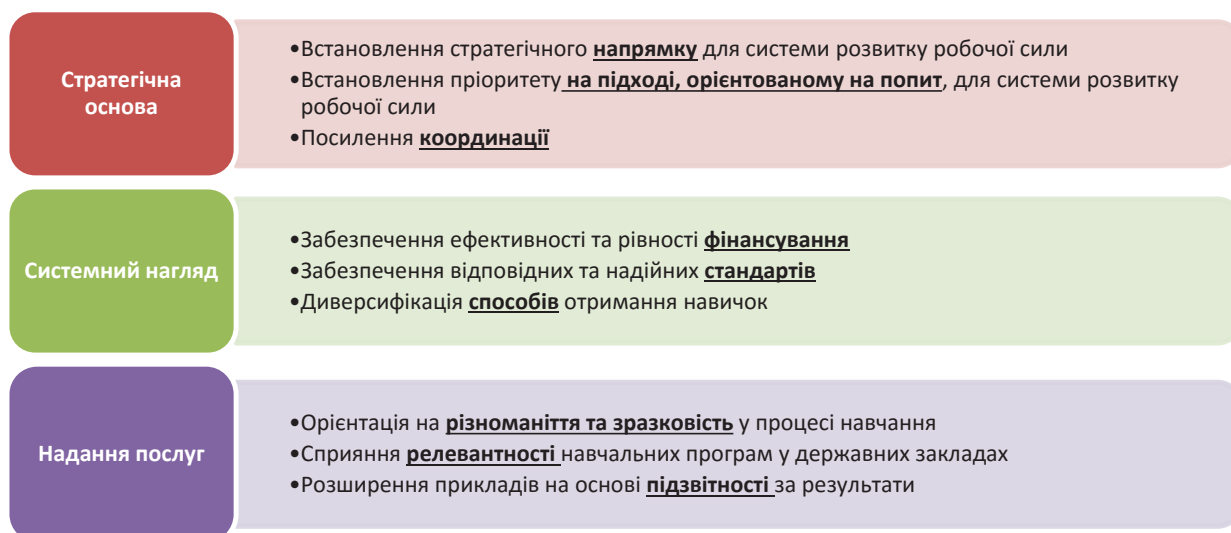 Стратегічна
основа
•Встановлення стратегічного напрямку для системи розвитку робочої сили
•Встановлення пріоритету на підході, орієнтованому на попит, для системи розвитку
робочої сили
•Посилення координації
Системний нагляд
•Забезпечення ефективності та рівності фінансування
•Забезпечення відповідних та надійних стандартів
•Диверсифікація способів отримання навичок
Надання послуг
•Орієнтація на різноманіття та зразковість у процесі навчання
•Сприяння релевантності навчальних програм у державних закладах
•Розширення прикладів на основі підзвітності за результати